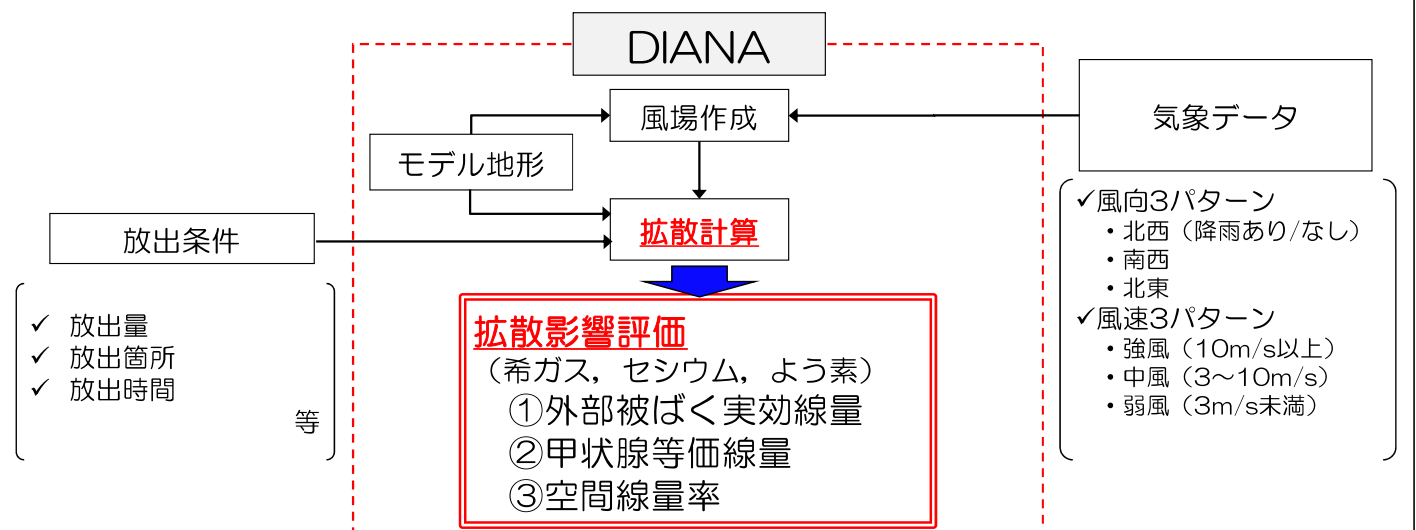 DIANA
風場作成
気象データ
モデル地形
拡散計算
放出条件
✓ 放出量
✓ 放出箇所
✓ 放出時間
等
拡散影響評価
（希ガス，セシウム，よう素）
①外部被ばく実効線量
②甲状腺等価線量
③空間線量率
✓風向3パターン
・北西（降雨あり/なし）
・南西
・北東
✓風速3パターン
・強風（10m/s以上）
・中風（3～10m/s）
・弱風（3m/s未満）